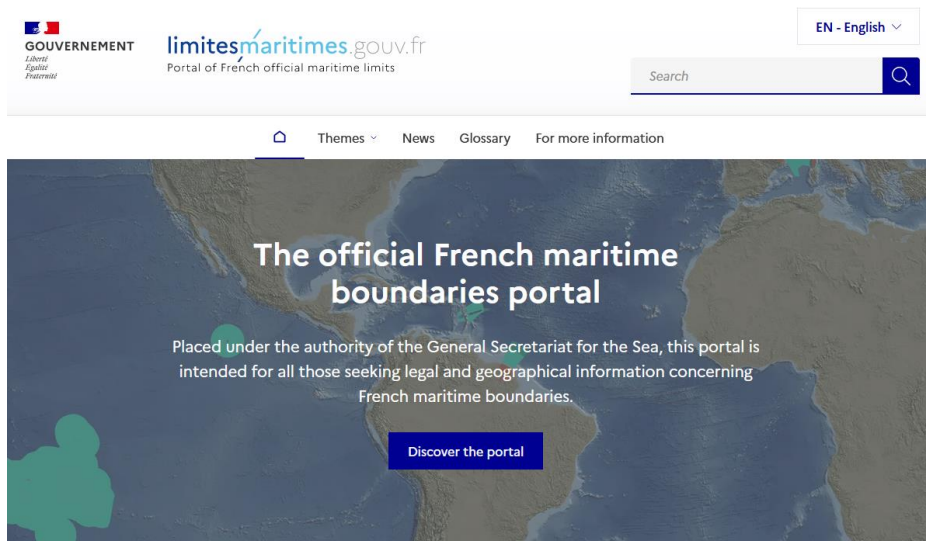 GOUVERNEMENT
Liberté
Égalité
Fraternité
limitesmaritimes.gouv.fr
Portal of French official maritime limits
EN - English
Search
Themes
News
Glossary
For more information
The official French maritime
boundaries portal
Placed under the authority of the General Secretariat for the Sea, this portal is
intended for all those seeking legal and geographical information concerning
French maritime boundaries.
Discover the portal